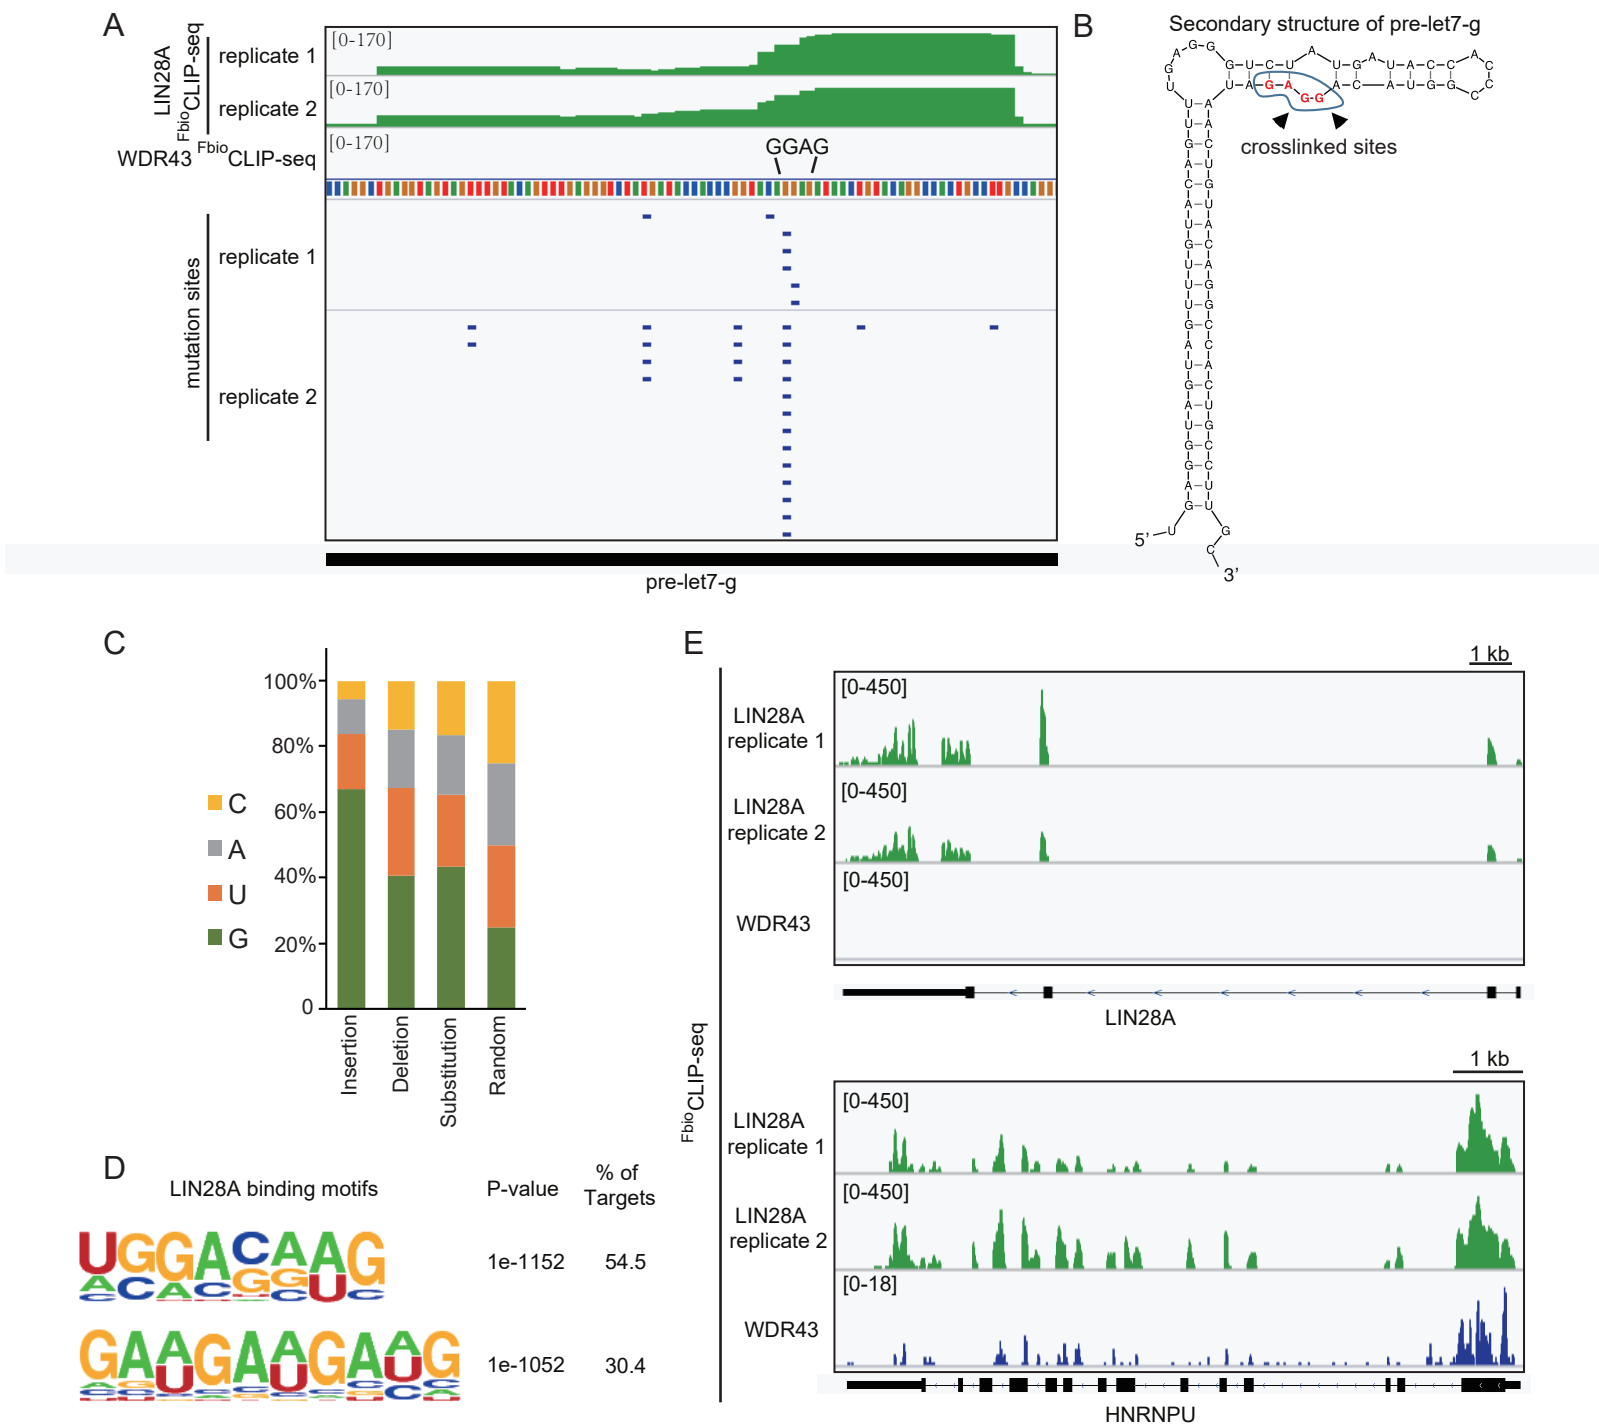 A
LIN28A
FbioCLIP-seq
replicate 1
[0-170]
replicate 2
[0-170]
WDR43 FbioCLIP-seq
[0-170]
GGAG
mutation sites
replicate 1
replicate 2
pre-let7-g
B
Secondary structure of pre-let7-g
crosslinked sites
5’
3’
C
100%
80%
60%
40%
20%
0
C
A
U
G
Insertion
Deletion
Substitution
Random
D
LIN28A binding motifs
P-value
% of
Targets
UGGACAAG
1e-1152
54.5
GAAGAAGAAG
1e-1052
30.4
E
FbioCLIP-seq
1 kb
LIN28A
replicate 1
[0-450]
LIN28A
replicate 2
[0-450]
WDR43
[0-450]
LIN28A
1 kb
LIN28A
replicate 1
[0-450]
LIN28A
replicate 2
[0-450]
WDR43
[0-18]
HNRNPU